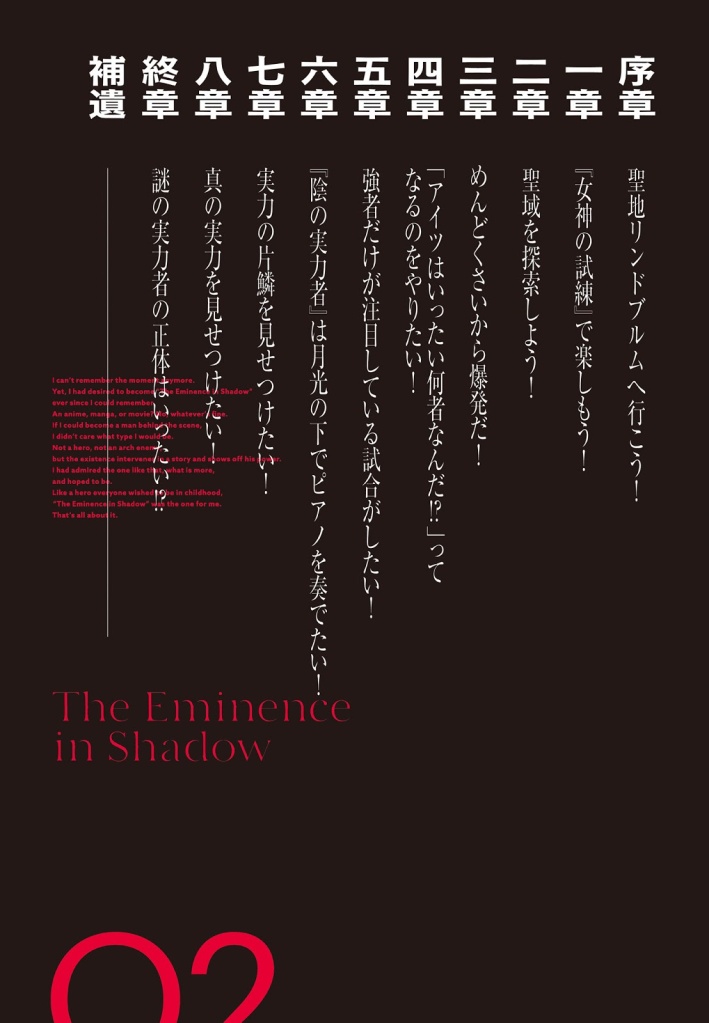 序章
聖地リンドブルムへ行こう！
一章
『女神の試練』で楽しもう！
二章
聖域を探索しよう！
三章
めんどくさいから爆発だ！
四章
「アイツはいったい何者なんだ!?」って
なるのをやりたい！
五章
強者だけが注目している試合がしたい！
六章
『陰の実力者』は月光の下でピアノを奏でたい！
七章
実力の片鱗を見せつけたい！
八章
真の実力を見せつけたい！
終章
謎の実力者の正体はいったい!?
補遺
I can't remember the moment anymore.
Yet, I had desired to become "The Eminence in Shadow"
ever since I could remember.
An anime, manga, or movie? No, whatever's fine.
If I could become a man behind the scene,
I didn't care what type I would be.
Not a hero, not an arch enemy,
but the existence intervenes in a story and shows off his power.
I had admired the one like that, what is more,
and hoped to be.
Like a hero everyone wished to be in childhood,
"The Eminence in Shadow" was the one for me.
That's all about it.
The Eminence
in Shadow
02